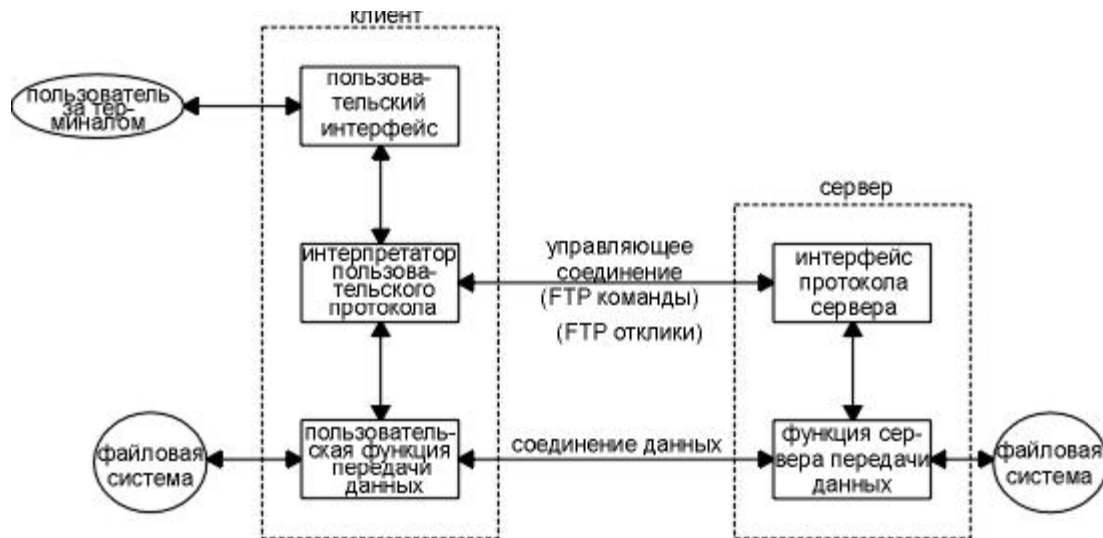 клиент
пользователь
за тер-
миналом
пользова-
тельский
интерфейс
сервер
интерпретатор
пользова-
тельского
протокола
управляющее
соединение
(FTP команды)
(FTP отклики)
интерфейс
протокола
сервера
файловая
система
пользователь-
ская функция
передачи
данных
соединение данных
функция сер-
вера передачи
данных
файловая
система